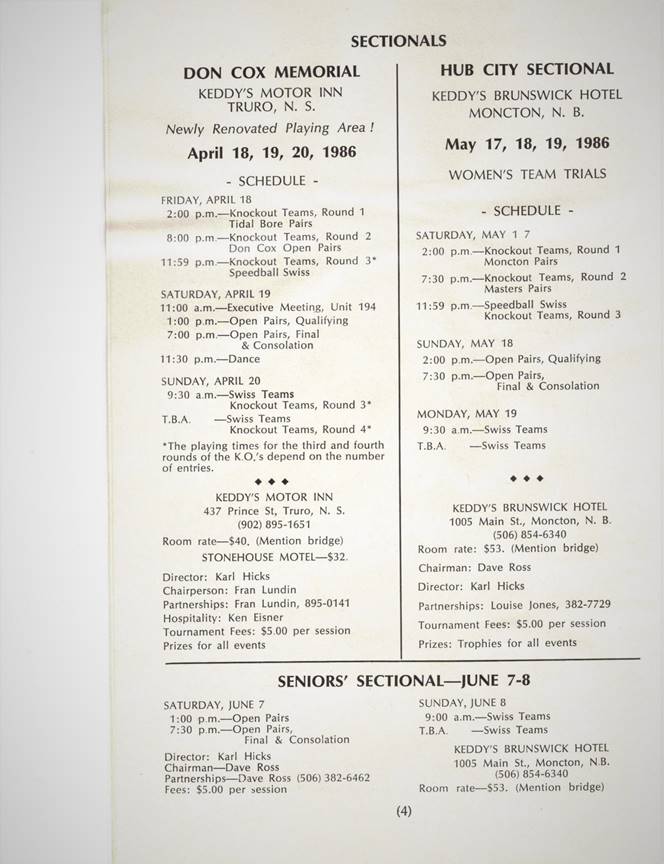 SECTIONALS
DON COX MEMORIAL
KEDDY'S MOTOR INN
TRURO, N. S.
Newly Renovated Playing Area !
April 18, 19, 20, 1986
- SCHEDULE -
FRIDAY, APRIL 18
2:00 p.m.—Knockout Teams, Round 1
Tidal Bore Pairs
8:00 p.m.—Knockout Teams, Round 2
Don Cox Open Pairs
11:59 p.m.—Knockout Teams, Round 3*
Speedball Swiss
SATURDAY, APRIL 19
11:00 a.m.—Executive Meeting, Unit 194
1:00 p.m.—Open Pairs, Qualifying
7:00 p.m.—Open Pairs, Final
& Consolation
11:30 p.m.—Dance
SUNDAY, APRIL 20
9:30 a.m.—Swiss Teams
Knockout Teams, Round 3*
T.B.A. —Swiss Teams
Knockout Teams, Round 4*
*The playing times for the third and fourth
rounds of the K.O,'s depend on the number
of entries.
◆ ◆ ◆
KEDDY'S MOTOR INN
437 Prince St, Truro, N. S.
(902) 895-1651
Room rate—$40. (Mention bridge)
STONEHOUSE MOTEL—$32.
Director: Karl Hicks
Chairperson: Fran Lundin
Partnerships: Fran Lundin, 895-0141
Hospitality: Ken Eisner
Tournament Fees: $5.00 per session
Prizes for all events
HUB CITY SECTIONAL
KEDDY'S BRUNSWICK HOTEL
MONCTON, N. B.
May 17, 18, 19, 1986
WOMEN'S TEAM TRIALS
- SCHEDULE -
SATURDAY, MAY 1 7
2:00 p.m.—Knockout Teams, Round 1
Moncton Pairs
7:30 p.m.—Knockout Teams, Round 2
Masters Pairs
11:59 p.m.—Speedball Swiss
Knockout Teams, Round 3
SUNDAY, MAY 18
2:00 p.m.—Open Pairs, Qualifying
7:30 p.m.—Open Pairs,
Final & Consolation
MONDAY, MAY 19
9:30 a.m.—Swiss Teams
T.B.A. —Swiss Teams
◆ ◆ ◆
KEDDY'S BRUNSWICK HOTEL
1005 Main St., Moncton, N. B.
(506) 854-6340
Room rate: $53. (Mention bridge)
Chairman: Dave Ross
Director: Karl Hicks
Partnerships: Louise Jones, 382-7729
Tournament Fees: $5.00 per session
Prizes: Trophies for all events
SENIORS' SECTIONAL—JUNE 7-8
SATURDAY, JUNE 7
1:00 p.m.—Open Pairs
7:30 p.m.—Open Pairs,
Final & Consolation
Director: Karl Hicks
Chairman—Dave Ross
Partnerships—Dave Ross (506) 382-6462
Fees: $5.00 per session
SUNDAY, JUNE 8
9:00 a.m.—Swiss Teams
T.B.A. —Swiss Teams
KEDDY'S BRUNSWICK HOTEL
1005 Main St., Moncton, N.B.
(506) 854-6340
Room rate—$53. (Mention bridge)
(4)